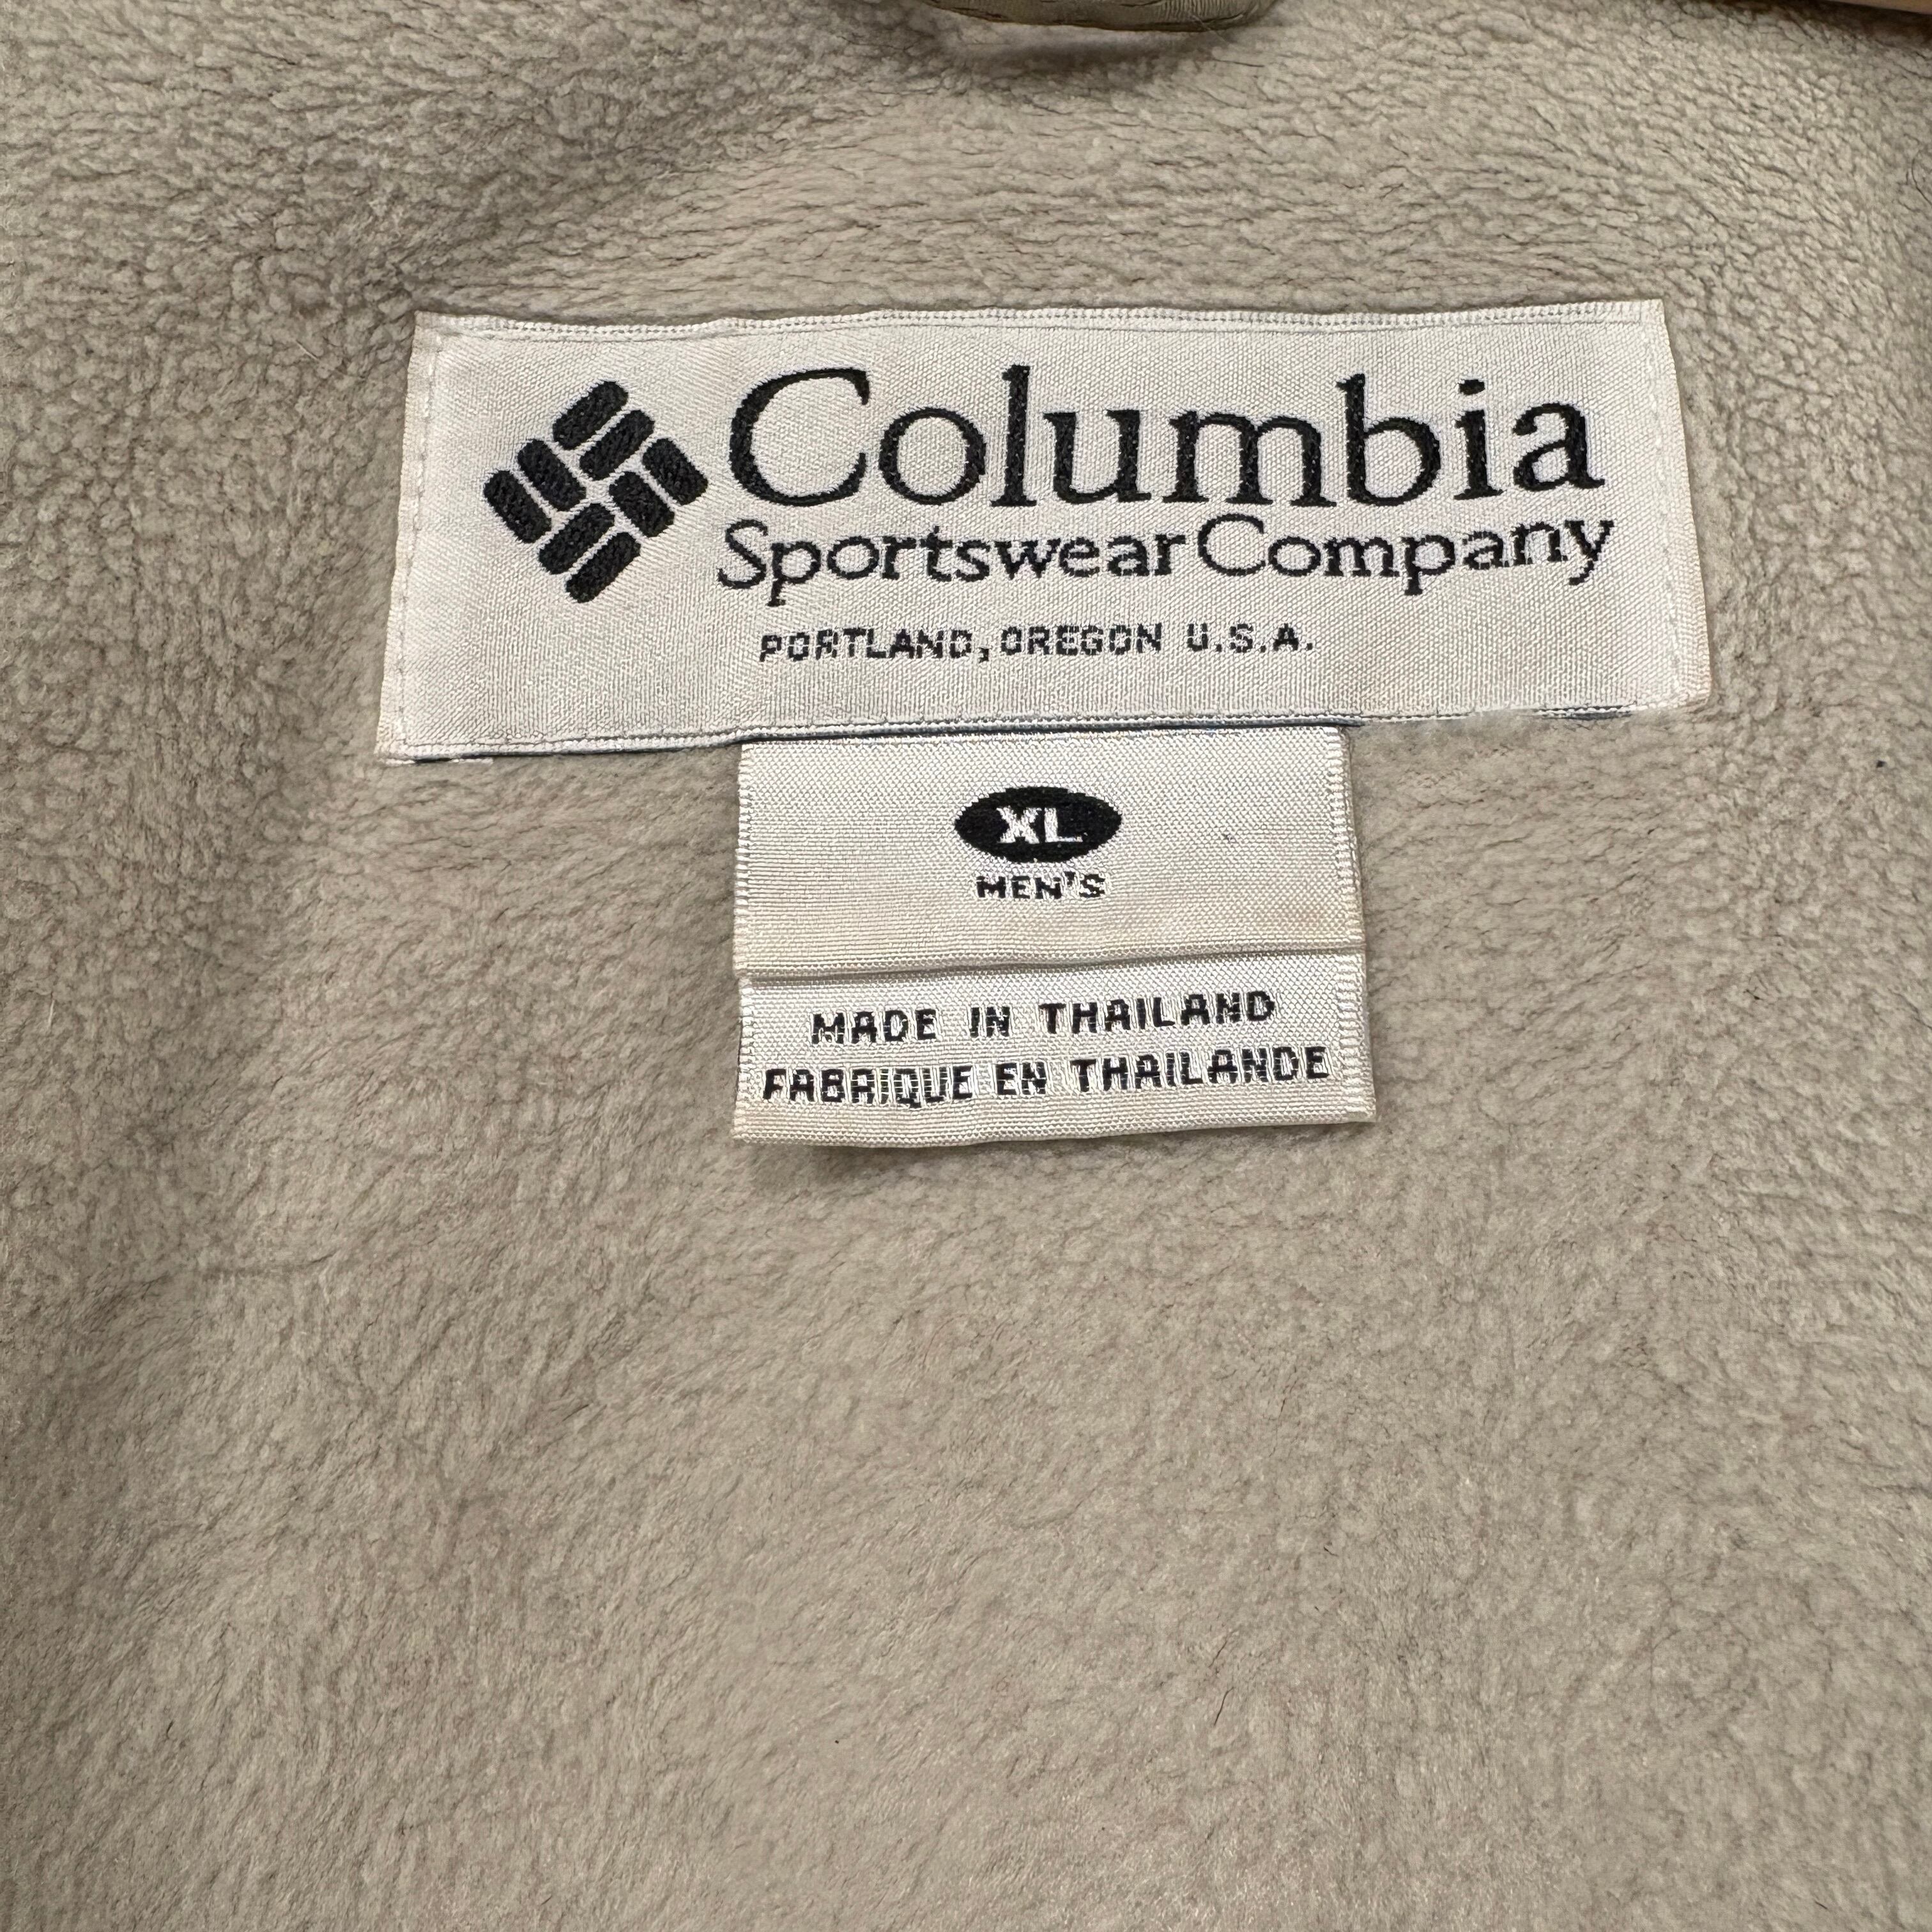 Columbia
Sportswear Company
PORTLAND, OREGON U.S.A.
XL
MEN'S
MADE IN THAILAND
FABRIQUE EN THAILANDE